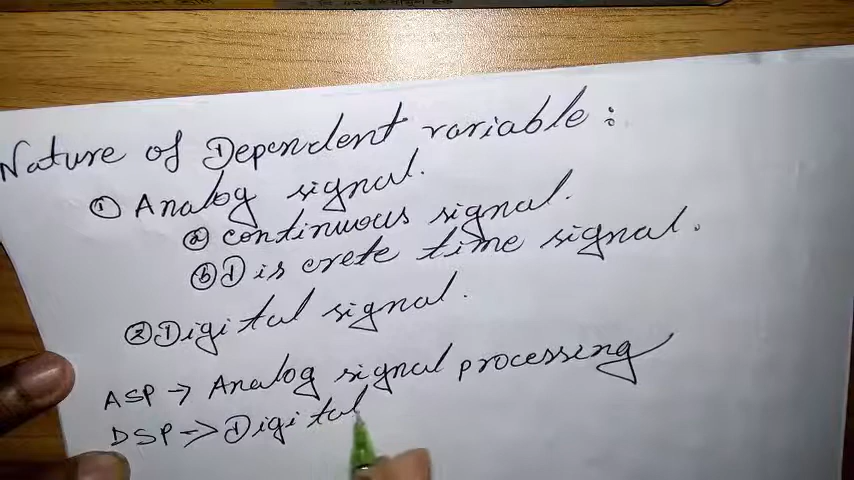 Nature of Dependent variable :
① Analog signal.
ⓐ continuous signal.
ⓑ Discrete time signal.
② Digital signal.
ASP → Analog signal processing
DSP → Digital